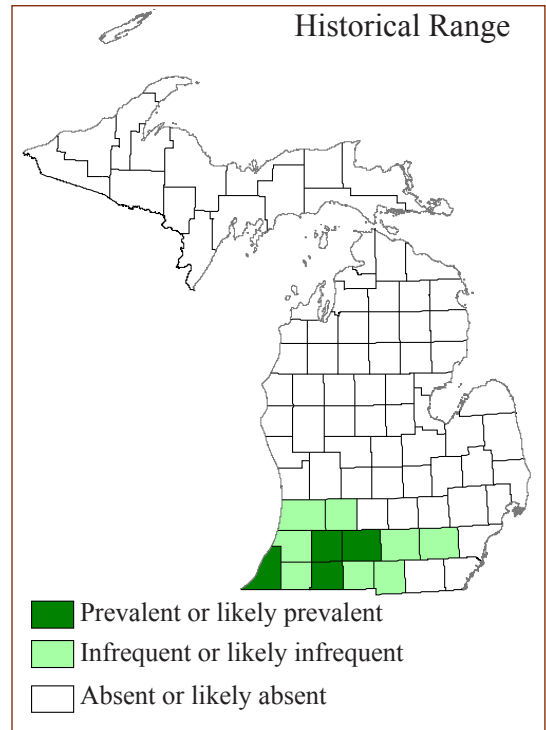 Historical Range
Prevalent or likely prevalent
Infrequent or likely infrequent
Absent or likely absent